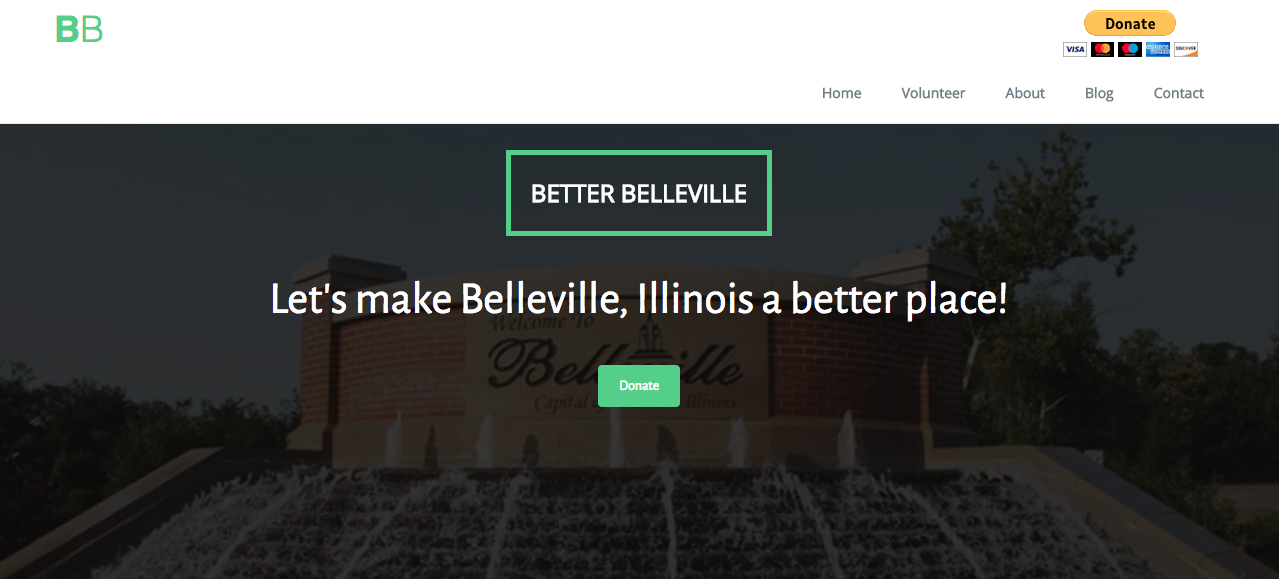 BB
Donate
VISA
DISCOVER
Home Volunteer About Blog Contact
BETTER BELLEVILLE
Let's make Belleville, Illinois a better place!
Welcome To
Belleville
Donate
Capital Illinois